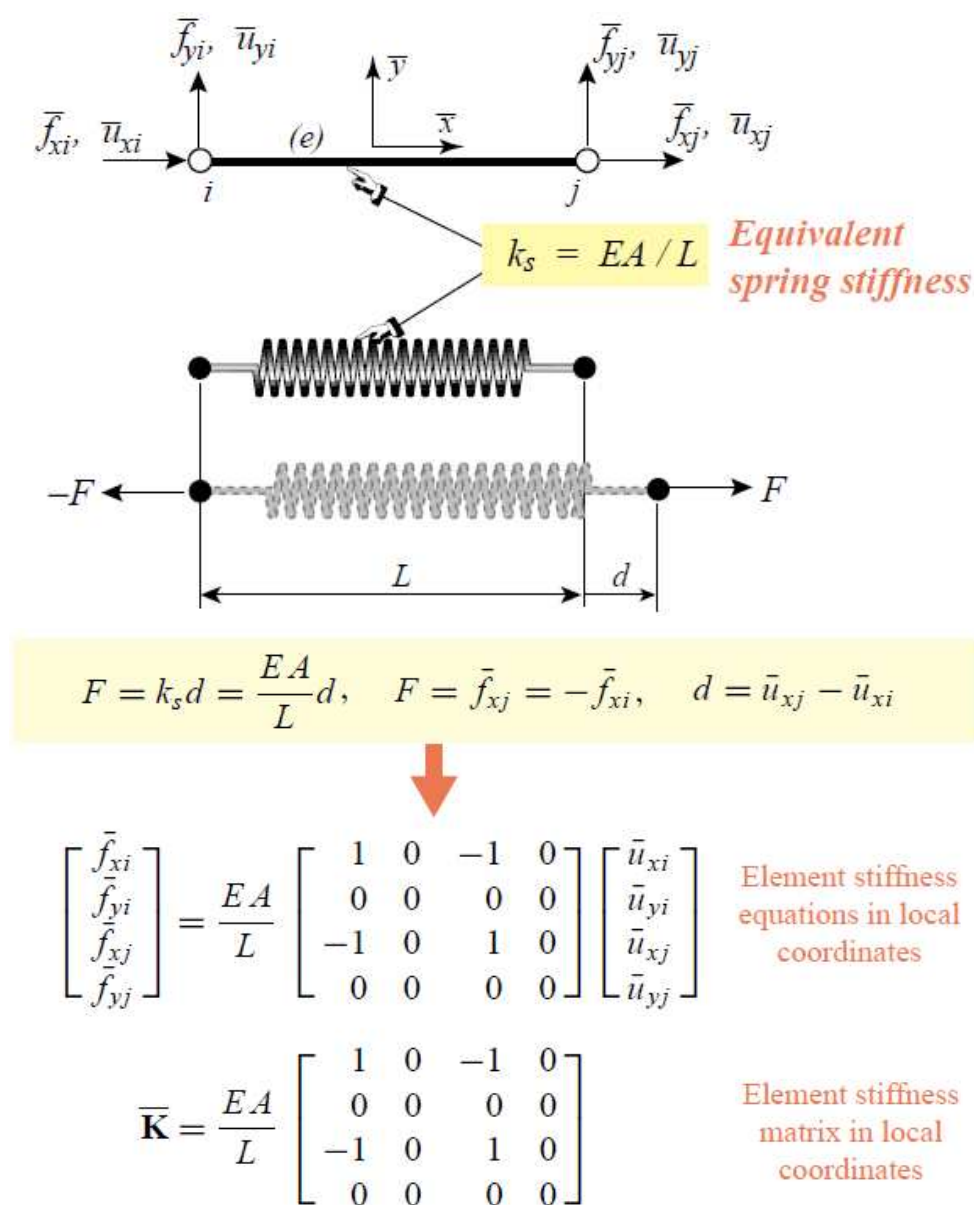 f̄yi, ūyi
f̄yj, ūyj
ȳ
x̄
f̄xi, ūxi
(e)
f̄xj, ūxj
i
j
ks = EA / L
Equivalent
spring stiffness
−F
F
L
d
F = ksd = EA/L d, F = f̄xj = −f̄xi, d = ūxj − ūxi
[f̄xi f̄yi f̄xj f̄yj] = EA/L [1 0 −1 0; 0 0 0 0; −1 0 1 0; 0 0 0 0] [ūxi ūyi ūxj ūyj]
Element stiffness
equations in local
coordinates
K̄ = EA/L [1 0 −1 0; 0 0 0 0; −1 0 1 0; 0 0 0 0]
Element stiffness
matrix in local
coordinates